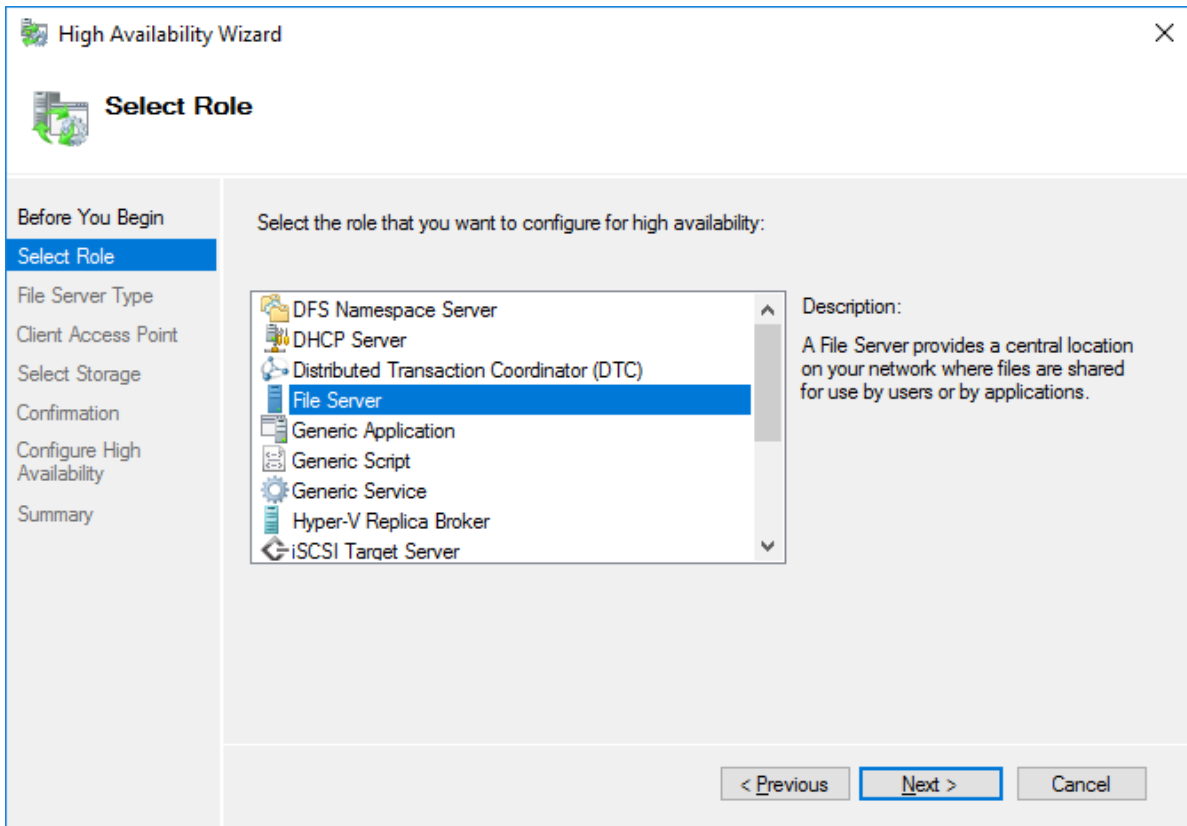 High Availability Wizard
Select Role
Before You Begin
Select Role
File Server Type
Client Access Point
Select Storage
Confirmation
Configure High
Availability
Summary
Select the role that you want to configure for high availability:
DFS Namespace Server
DHCP Server
Distributed Transaction Coordinator (DTC)
File Server
Generic Application
Generic Script
Generic Service
Hyper-V Replica Broker
iSCSI Target Server
Description:
A File Server provides a central location
on your network where files are shared
for use by users or by applications.
< Previous
Next >
Cancel